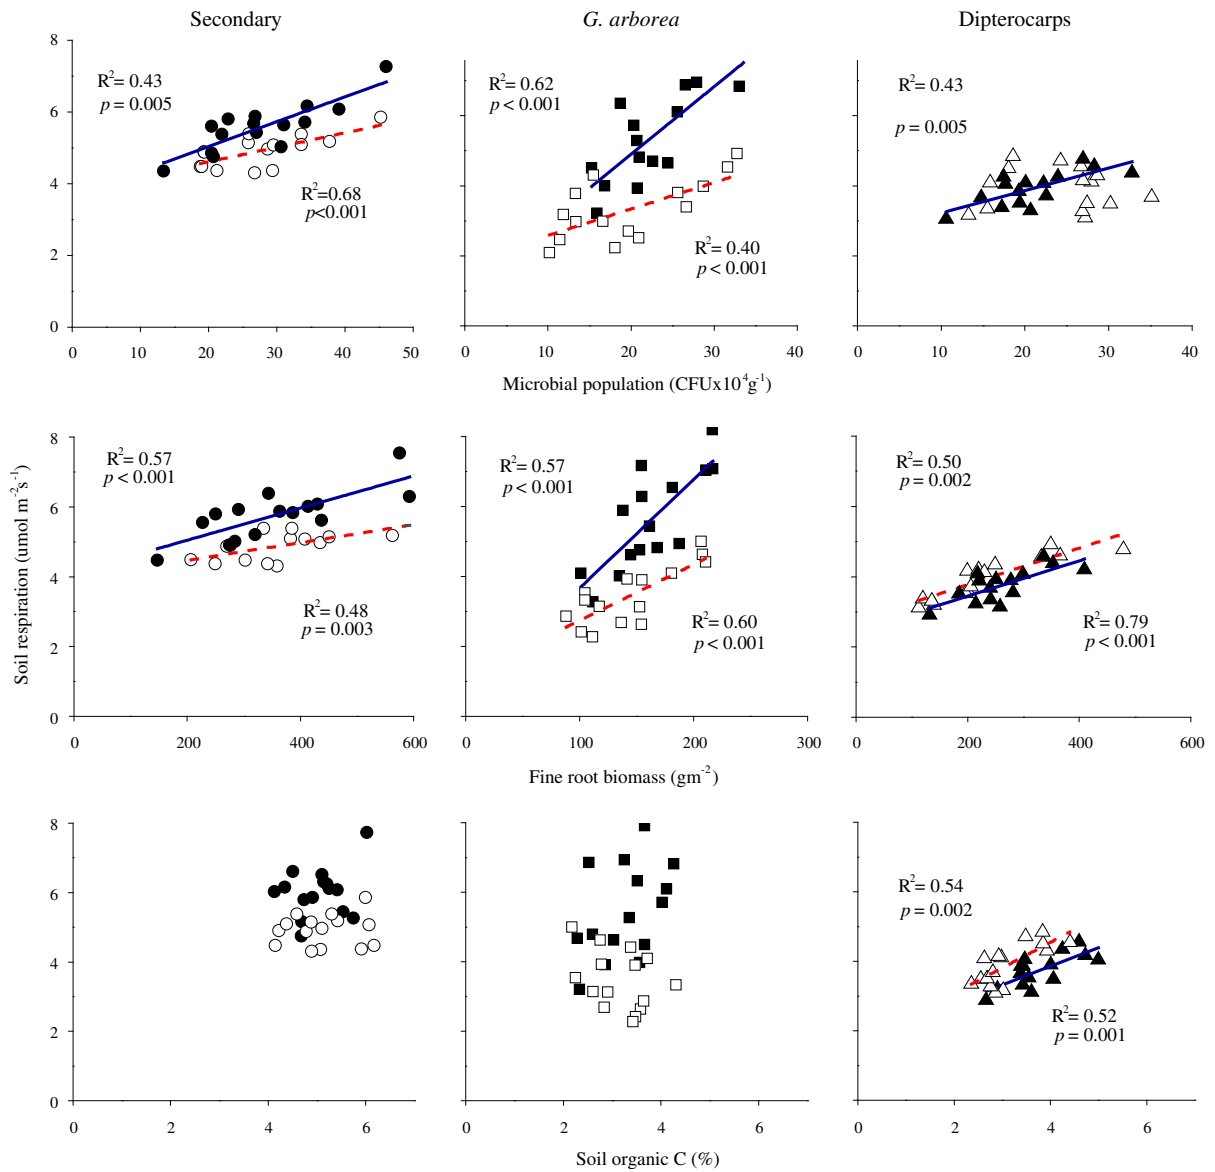 Secondary G. arborea Dipterocarps
8
6
4
2
0
R²= 0.43
p = 0.005
R²= 0.68
p<0.001
0 10 20 30 40 50
R²= 0.62
p < 0.001
R²= 0.40
p < 0.001
0 10 20 30 40
R²= 0.43
p = 0.005
0 10 20 30 40
Microbial population (CFUx10⁴g⁻¹)
Soil respiration (umol m⁻²s⁻¹)
8
6
4
2
0
R²= 0.57
p < 0.001
R²= 0.48
p = 0.003
0 200 400 600
R²= 0.57
p < 0.001
R²= 0.60
p < 0.001
100 200 300
R²= 0.50
p = 0.002
R²= 0.79
p < 0.001
0 200 400 600
Fine root biomass (gm⁻²)
8
6
4
2
0
0 2 4 6
0 2 4 6
R²= 0.54
p = 0.002
R²= 0.52
p = 0.001
0 2 4 6
Soil organic C (%)